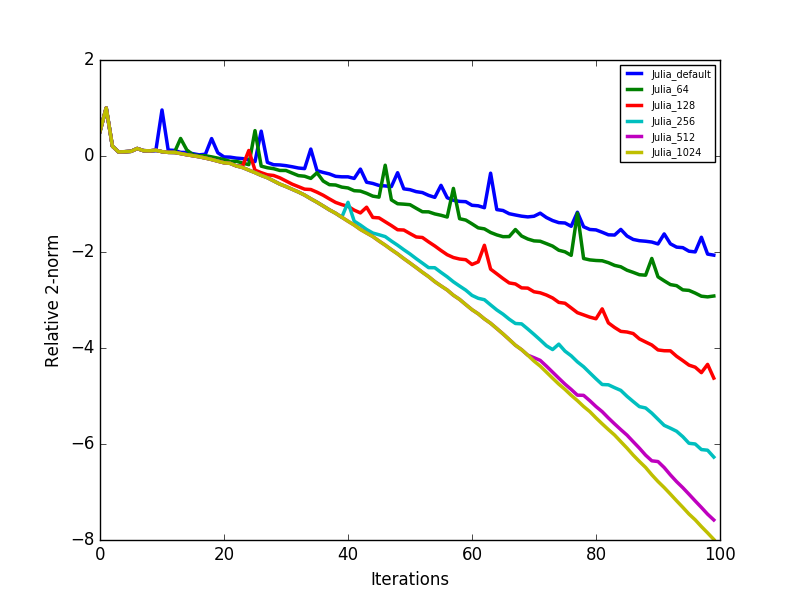 2
0
−2
−4
−6
−8
0 20 40 60 80 100
Relative 2-norm
Iterations
Julia_default
Julia_64
Julia_128
Julia_256
Julia_512
Julia_1024